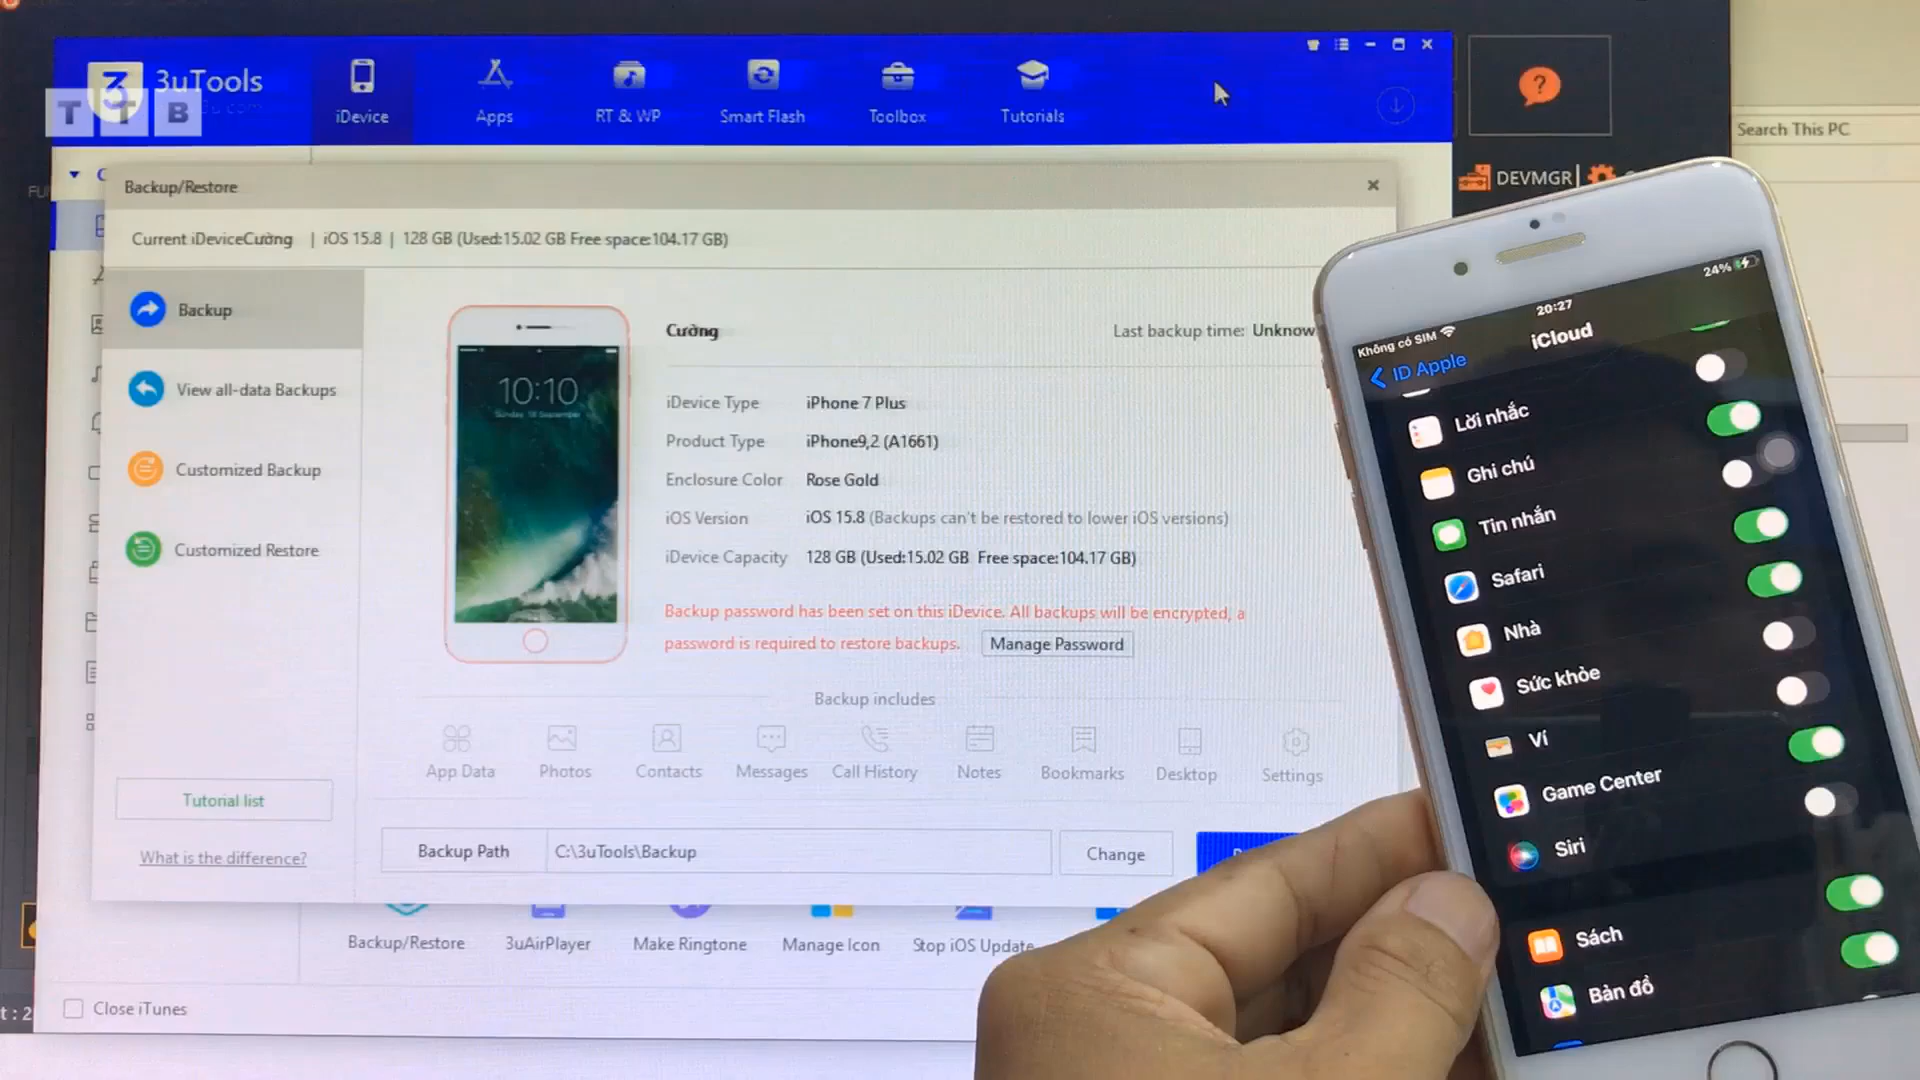 3uTools
TTB
iDevice
Apps
RT & WP
Smart Flash
Toolbox
Tutorials
Search This PC
DEVMGR
Backup/Restore
Current iDeviceCường | iOS 15.8 | 128 GB (Used:15.02 GB Free space:104.17 GB)
Backup
View all-data Backups
Customized Backup
Customized Restore
Tutorial list
What is the difference?
10:10
Cường
Last backup time: Unknow
iDevice Type iPhone 7 Plus
Product Type iPhone9,2 (A1661)
Enclosure Color Rose Gold
iOS Version iOS 15.8 (Backups can't be restored to lower iOS versions)
iDevice Capacity 128 GB (Used:15.02 GB Free space:104.17 GB)
Backup password has been set on this iDevice. All backups will be encrypted, a
password is required to restore backups. Manage Password
Backup includes
App Data
Photos
Contacts
Messages
Call History
Notes
Bookmarks
Desktop
Settings
Backup Path C:\3uTools\Backup Change
Backup/Restore
3uAirPlayer
Make Ringtone
Manage Icon
Stop iOS Update
Close iTunes
t : 2
Không có SIM
20:27
24%
ID Apple
iCloud
Lời nhắc
Ghi chú
Tin nhắn
Safari
Nhà
Sức khỏe
Ví
Game Center
Siri
Sách
Bản đồ